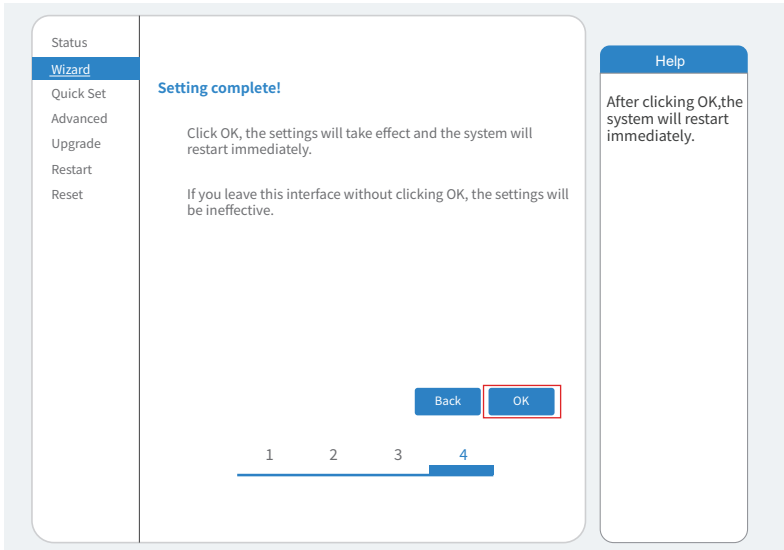 Status
Wizard
Quick Set
Advanced
Upgrade
Restart
Reset
Setting complete!
Click OK, the settings will take effect and the system will
restart immediately.
If you leave this interface without clicking OK, the settings will
be ineffective.
Back
OK
1 2 3 4
Help
After clicking OK,the
system will restart
immediately.